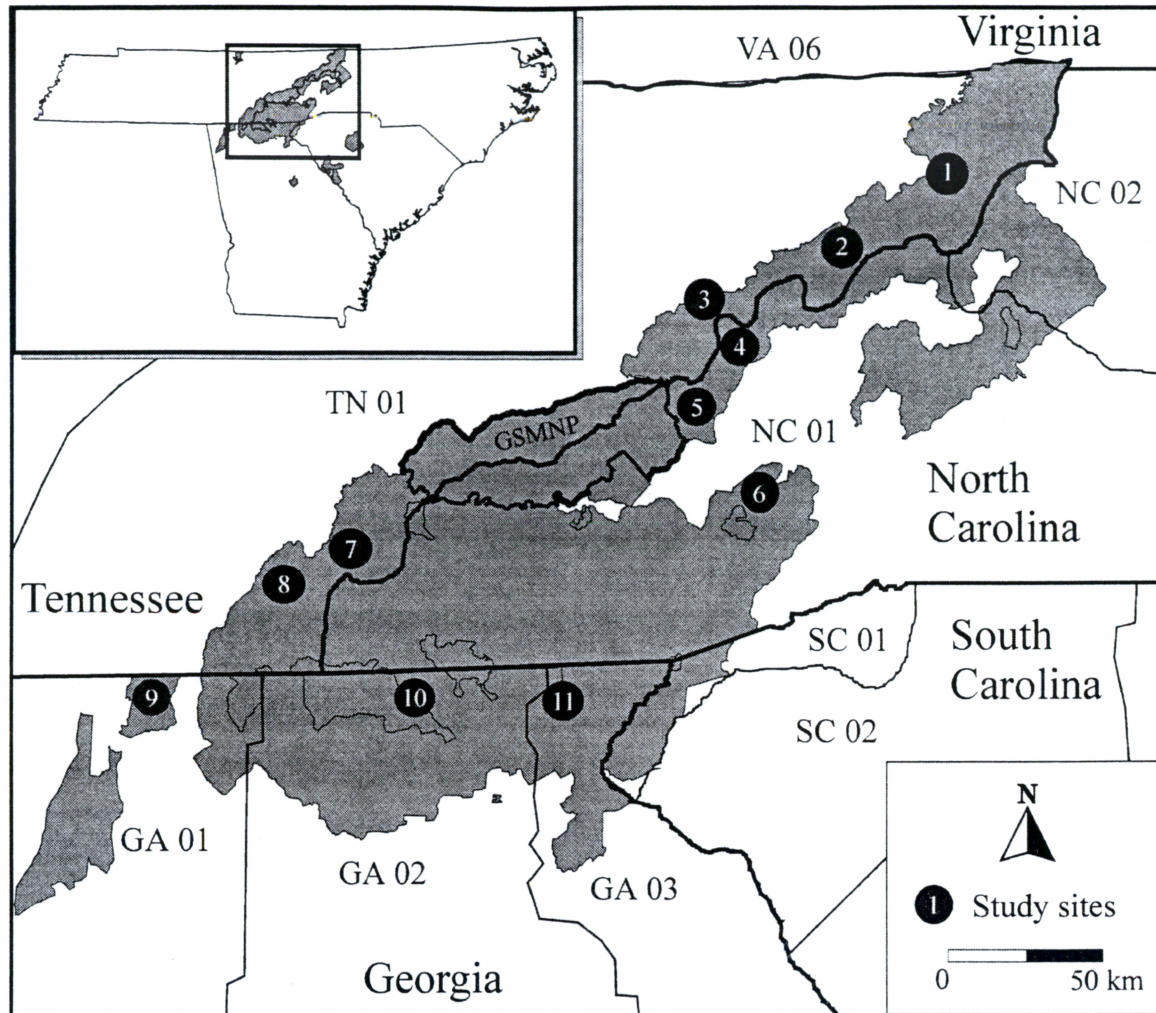 Virginia
VA 06
1
NC 02
2
3
4
TN 01
5
GSMNP
NC 01
6
North
Carolina
7
8
Tennessee
SC 01
South
Carolina
9
10
11
SC 02
GA 01
GA 02
GA 03
Georgia
N
1 Study sites
0 50 km